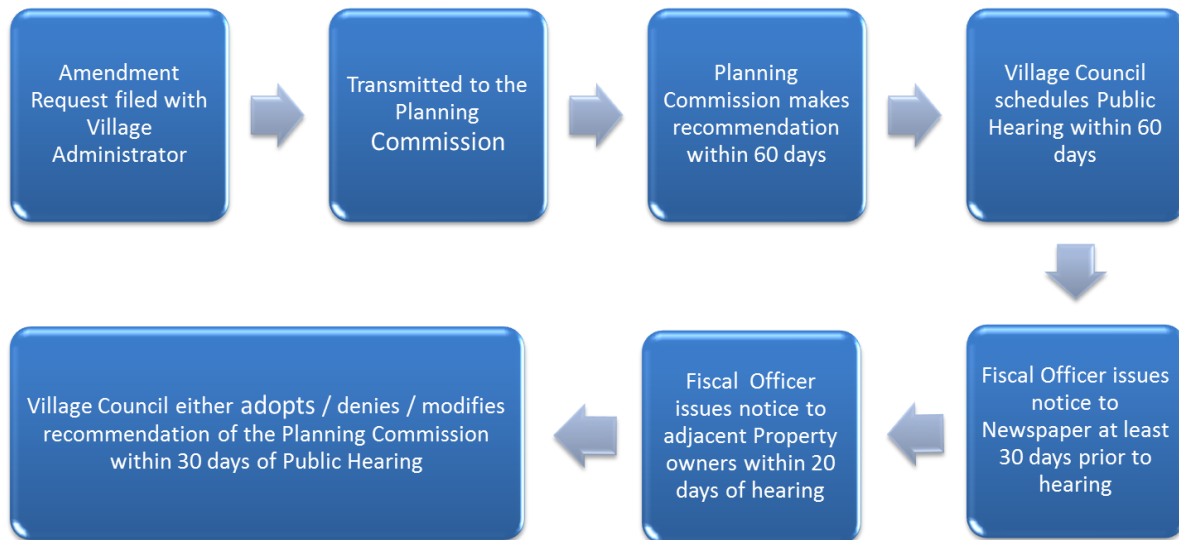 Amendment
Request filed with
Village
Administrator
Transmitted to the
Planning
Commission
Planning
Commission makes
recommendation
within 60 days
Village Council
schedules Public
Hearing within 60
days
Fiscal Officer issues
notice to
Newspaper at least
30 days prior to
hearing
Fiscal Officer
issues notice to
adjacent Property
owners within 20
days of hearing
Village Council either adopts / denies / modifies
recommendation of the Planning Commission
within 30 days of Public Hearing